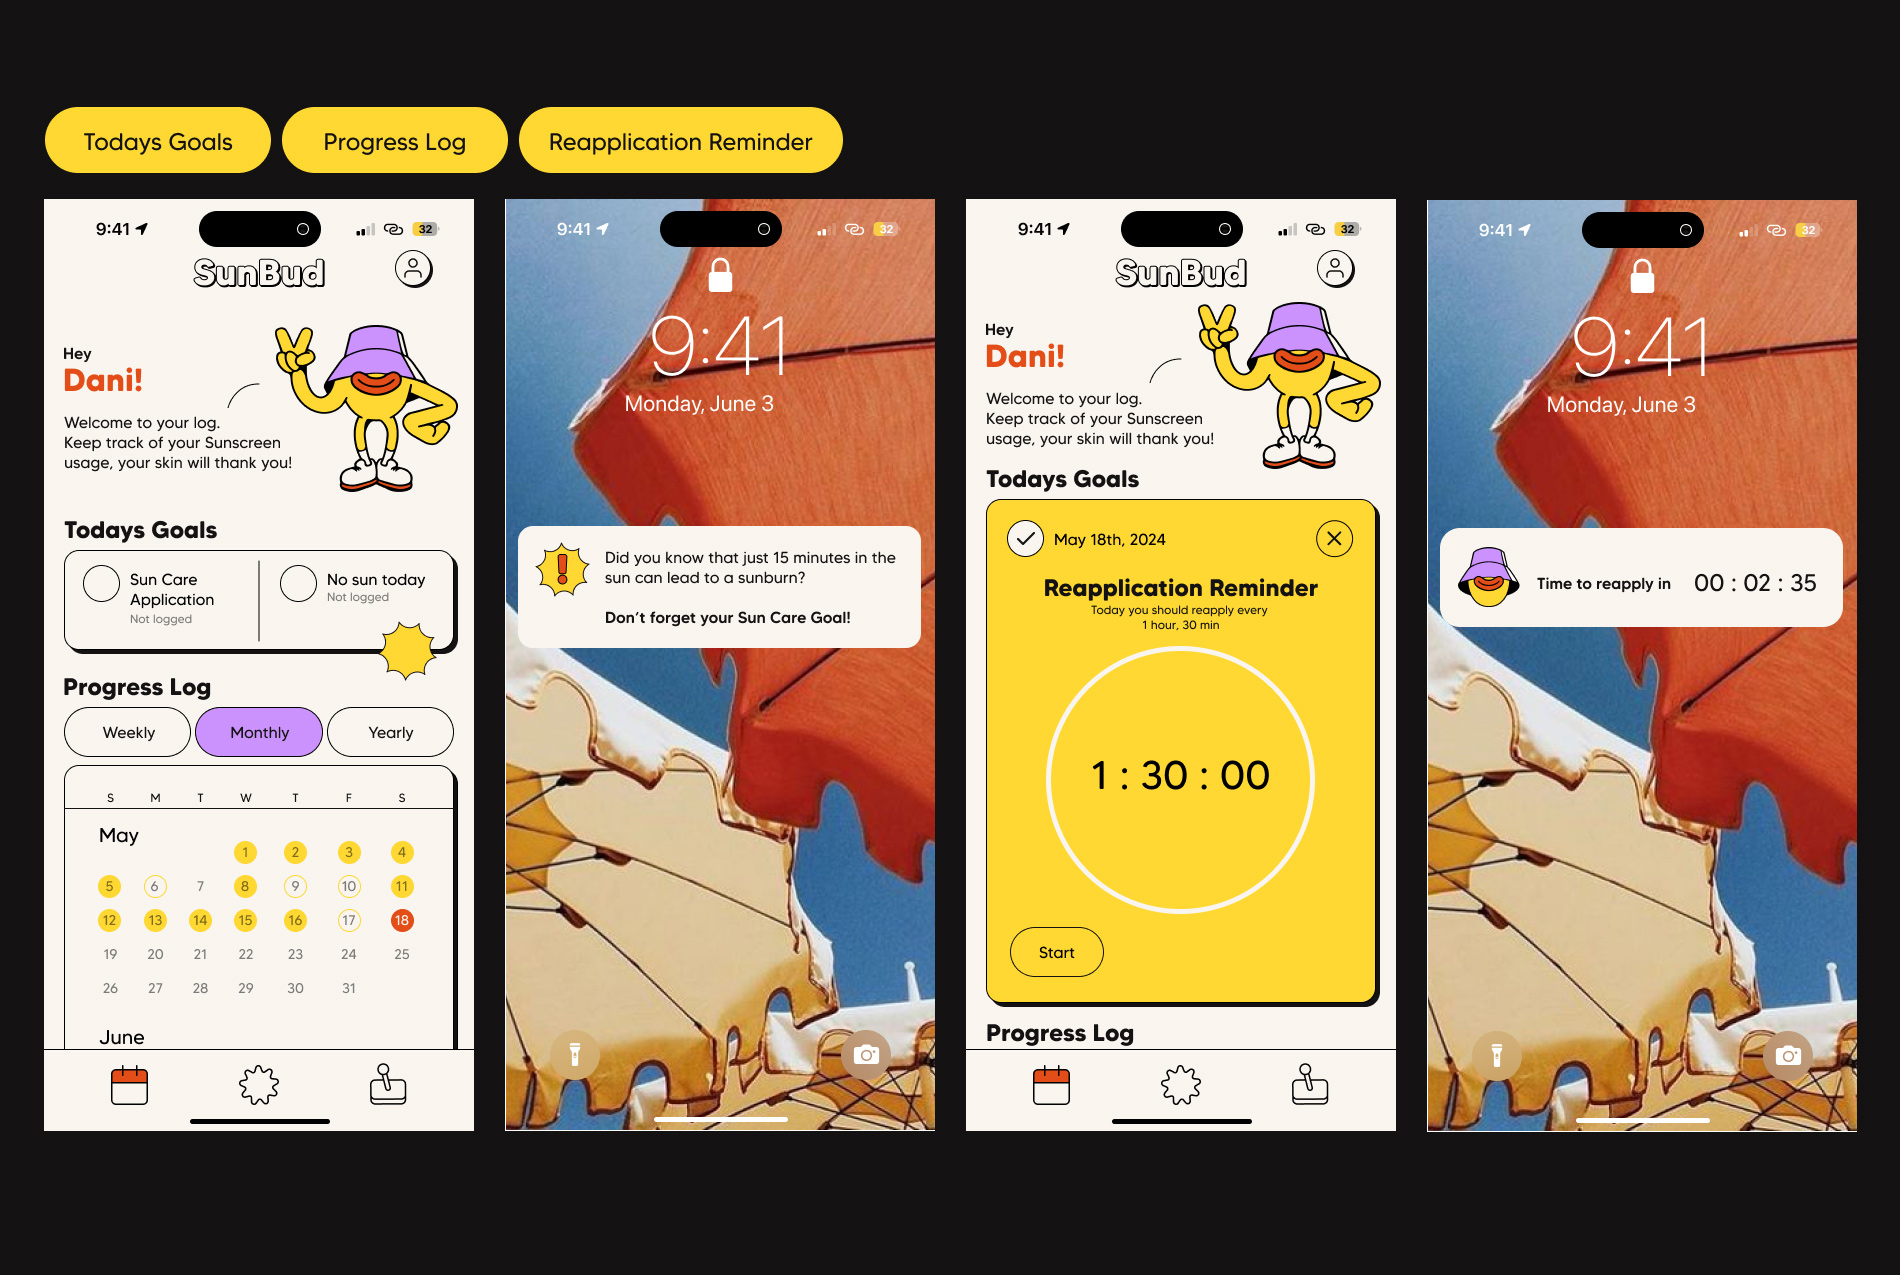 Todays Goals
Progress Log
Reapplication Reminder
9:41
32
SunBud
Hey
Dani!
Welcome to your log.
Keep track of your Sunscreen
usage, your skin will thank you!
Todays Goals
Sun Care
Application
Not logged
No sun today
Not logged
Progress Log
Weekly
Monthly
Yearly
S M T W T F S
May
1 2 3 4
5 6 7 8 9 10 11
12 13 14 15 16 17 18
19 20 21 22 23 24 25
26 27 28 29 30 31
June
9:41
32
9:41
Monday, June 3
Did you know that just 15 minutes in the
sun can lead to a sunburn?
Don't forget your Sun Care Goal!
9:41
32
SunBud
Hey
Dani!
Welcome to your log.
Keep track of your Sunscreen
usage, your skin will thank you!
Todays Goals
May 18th, 2024
Reapplication Reminder
Today you should reapply every
1 hour, 30 min
1 : 30 : 00
Start
Progress Log
9:41
32
9:41
Monday, June 3
Time to reapply in 00 : 02 : 35